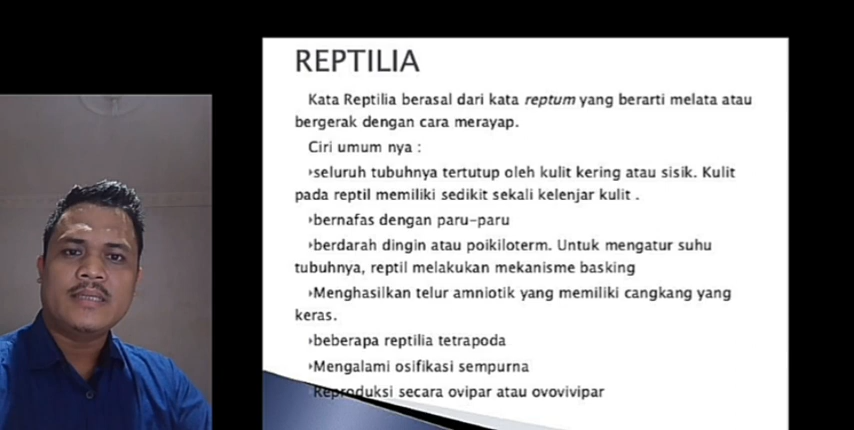 REPTILIA
Kata Reptilia berasal dari kata reptum yang berarti melata atau
bergerak dengan cara merayap.
Ciri umum nya :
‣seluruh tubuhnya tertutup oleh kulit kering atau sisik. Kulit
pada reptil memiliki sedikit sekali kelenjar kulit .
‣bernafas dengan paru-paru
‣berdarah dingin atau poikiloterm. Untuk mengatur suhu
tubuhnya, reptil melakukan mekanisme basking
‣Menghasilkan telur amniotik yang memiliki cangkang yang
keras.
‣beberapa reptilia tetrapoda
‣Mengalami osifikasi sempurna
‣Reproduksi secara ovipar atau ovovivipar